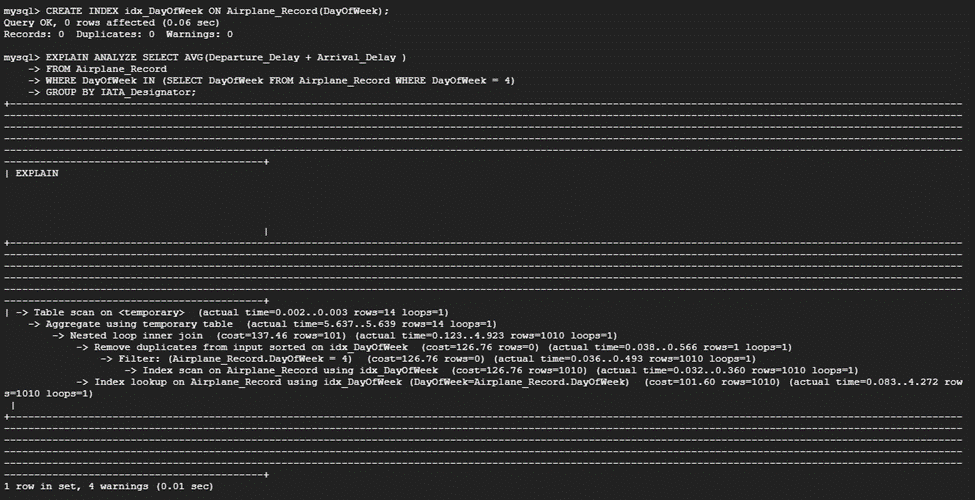 mysql> CREATE INDEX idx_DayOfWeek ON Airplane_Record(DayOfWeek);
Query OK, 0 rows affected (0.06 sec)
Records: 0  Duplicates: 0  Warnings: 0
mysql> EXPLAIN ANALYZE SELECT AVG(Departure_Delay + Arrival_Delay )
    -> FROM Airplane_Record
    -> WHERE DayOfWeek IN (SELECT DayOfWeek FROM Airplane_Record WHERE DayOfWeek = 4)
    -> GROUP BY IATA_Designator;
| EXPLAIN
|
| -> Table scan on <temporary>  (actual time=0.002..0.003 rows=14 loops=1)
    -> Aggregate using temporary table  (actual time=5.637..5.639 rows=14 loops=1)
        -> Nested loop inner join  (cost=137.46 rows=101) (actual time=0.123..4.923 rows=1010 loops=1)
            -> Remove duplicates from input sorted on idx_DayOfWeek  (cost=126.76 rows=0) (actual time=0.038..0.566 rows=1 loops=1)
                -> Filter: (Airplane_Record.DayOfWeek = 4)  (cost=126.76 rows=0) (actual time=0.036..0.493 rows=1010 loops=1)
                    -> Index scan on Airplane_Record using idx_DayOfWeek  (cost=126.76 rows=1010) (actual time=0.032..0.360 rows=1010 loops=1)
            -> Index lookup on Airplane_Record using idx_DayOfWeek (DayOfWeek=Airplane_Record.DayOfWeek)  (cost=101.60 rows=1010) (actual time=0.083..4.272 row
s=1010 loops=1)
|
1 row in set, 4 warnings (0.01 sec)